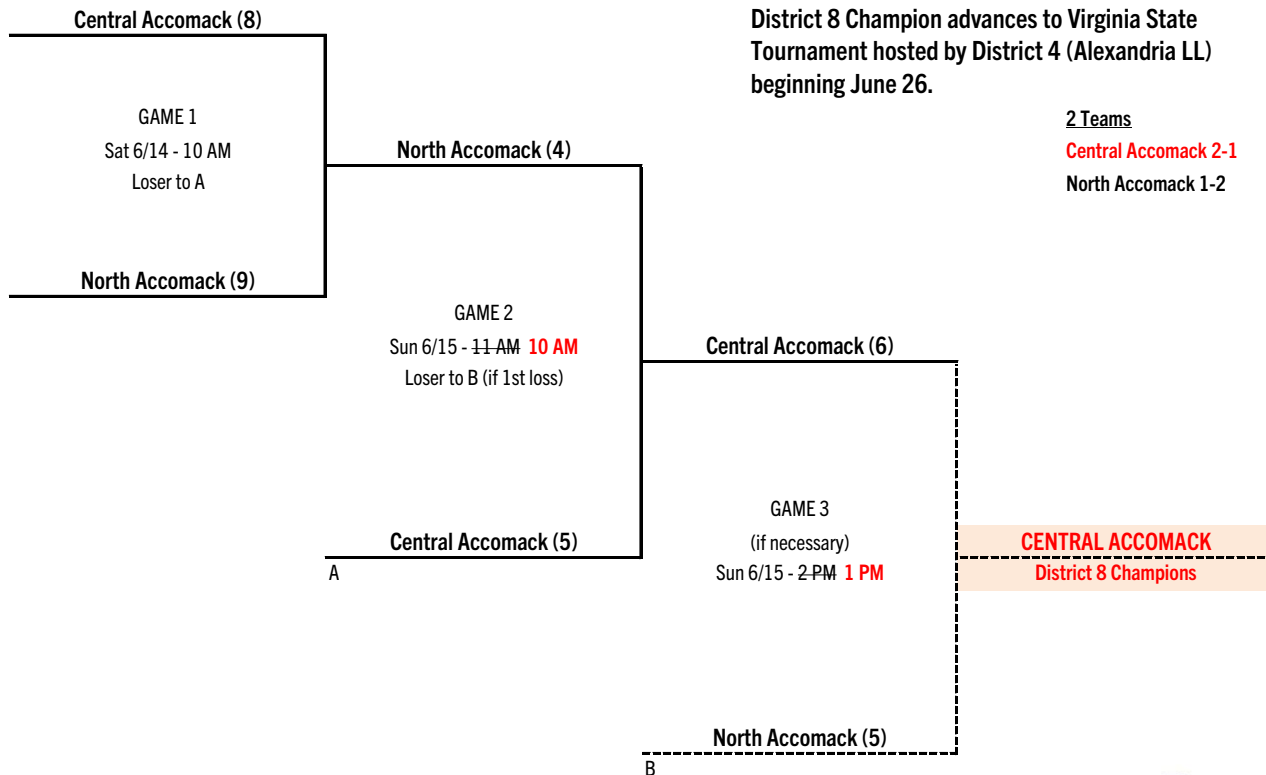 Central Accomack (8)
District 8 Champion advances to Virginia State
Tournament hosted by District 4 (Alexandria LL)
beginning June 26.
2 Teams
Central Accomack 2-1
North Accomack 1-2
GAME 1
Sat 6/14 - 10 AM
Loser to A
North Accomack (4)
North Accomack (9)
GAME 2
Sun 6/15 - 11 AM 10 AM
Loser to B (if 1st loss)
Central Accomack (6)
Central Accomack (5)
A
GAME 3
(if necessary)
Sun 6/15 - 2 PM 1 PM
CENTRAL ACCOMACK
District 8 Champions
North Accomack (5)
B